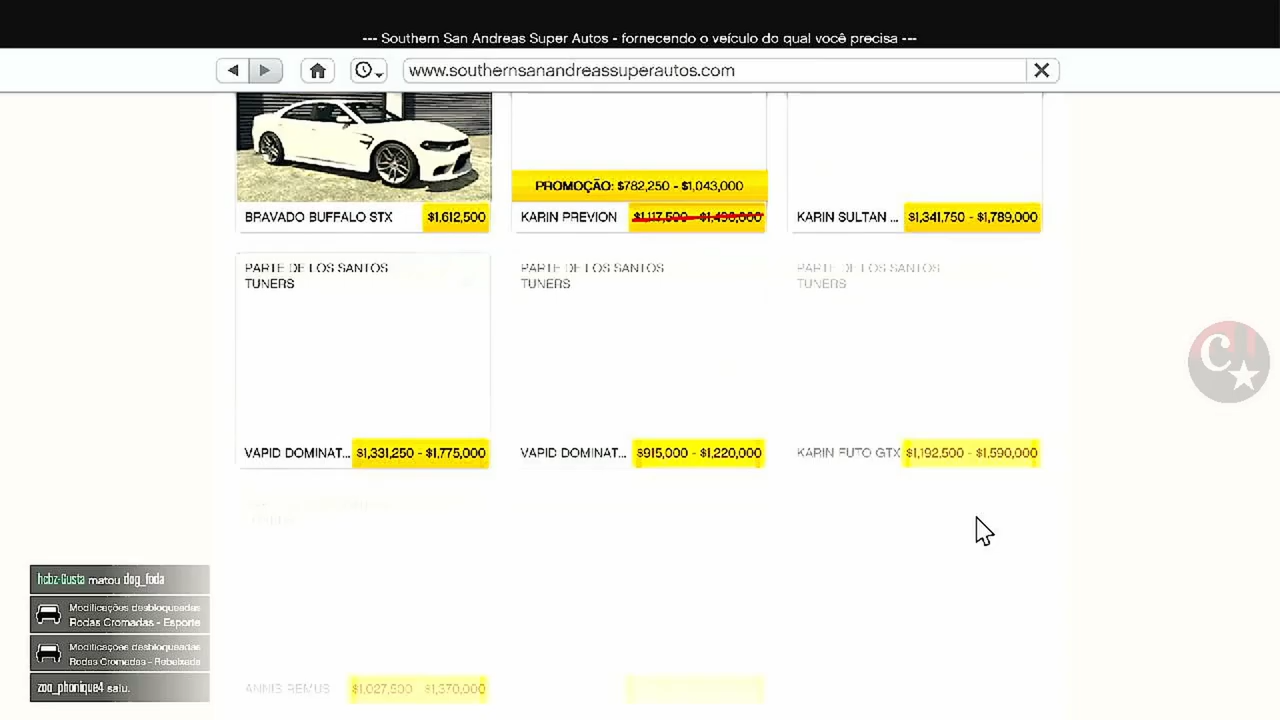 --- Southern San Andreas Super Autos - fornecendo o veículo do qual você precisa ---
www.southernsanandreassuperautos.com
PROMOÇÃO: $782,250 - $1,043,000
BRAVADO BUFFALO STX $1,612,500
KARIN PREVION $1,117,500 - $1,490,000
KARIN SULTAN ... $1,341,750 - $1,789,000
PARTE DE LOS SANTOS
TUNERS
PARTE DE LOS SANTOS
TUNERS
PARTE DE LOS SANTOS
TUNERS
VAPID DOMINAT... $1,331,250 - $1,775,000
VAPID DOMINAT... $915,000 - $1,220,000
KARIN FUTO GTX $1,192,500 - $1,590,000
hcbz-Gusta matou dog_foda
Modificações desbloqueadas
Rodas Cromadas - Esporte
Modificações desbloqueadas
Rodas Cromadas - Rebaixada
zoo_phonique4 saiu.
ANNIS REMUS $1,027,500 - $1,370,000
C